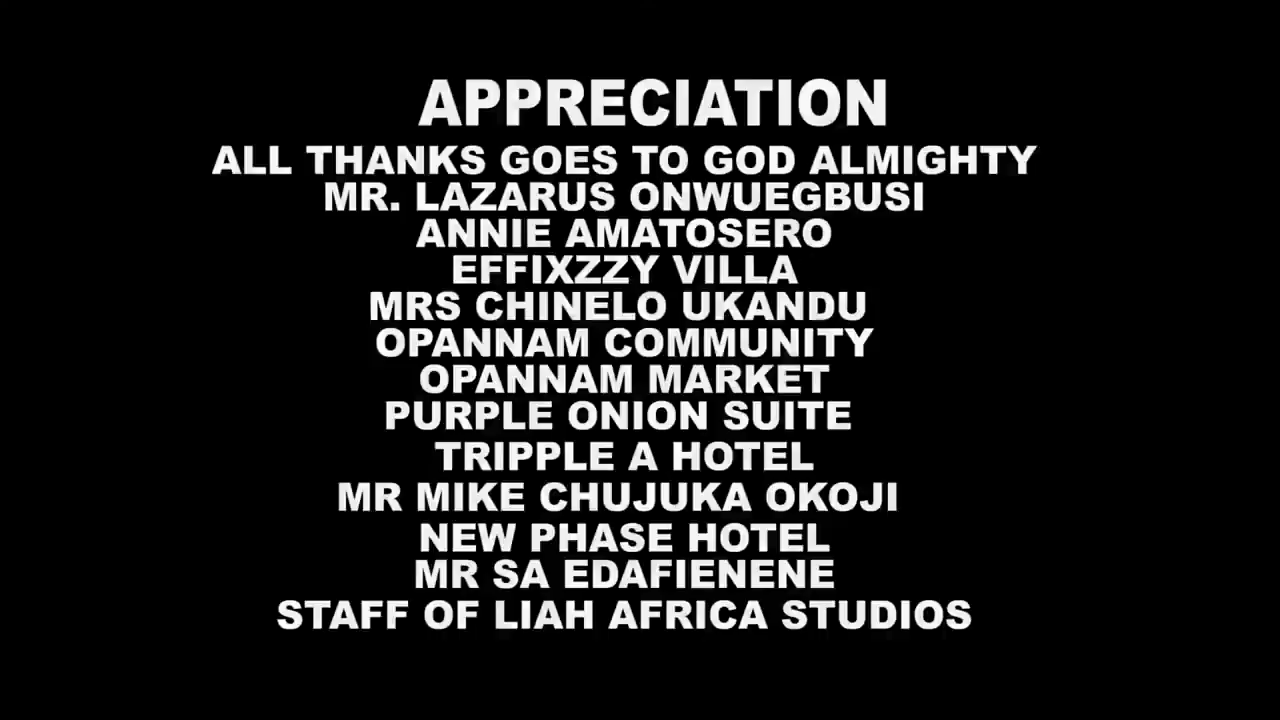 APPRECIATION
ALL THANKS GOES TO GOD ALMIGHTY
MR. LAZARUS ONWUEGBUSI
ANNIE AMATOSERO
EFFIXZZY VILLA
MRS CHINELO UKANDU
OPANNAM COMMUNITY
OPANNAM MARKET
PURPLE ONION SUITE
TRIPPLE A HOTEL
MR MIKE CHUJUKA OKOJI
NEW PHASE HOTEL
MR SA EDAFIENENE
STAFF OF LIAH AFRICA STUDIOS